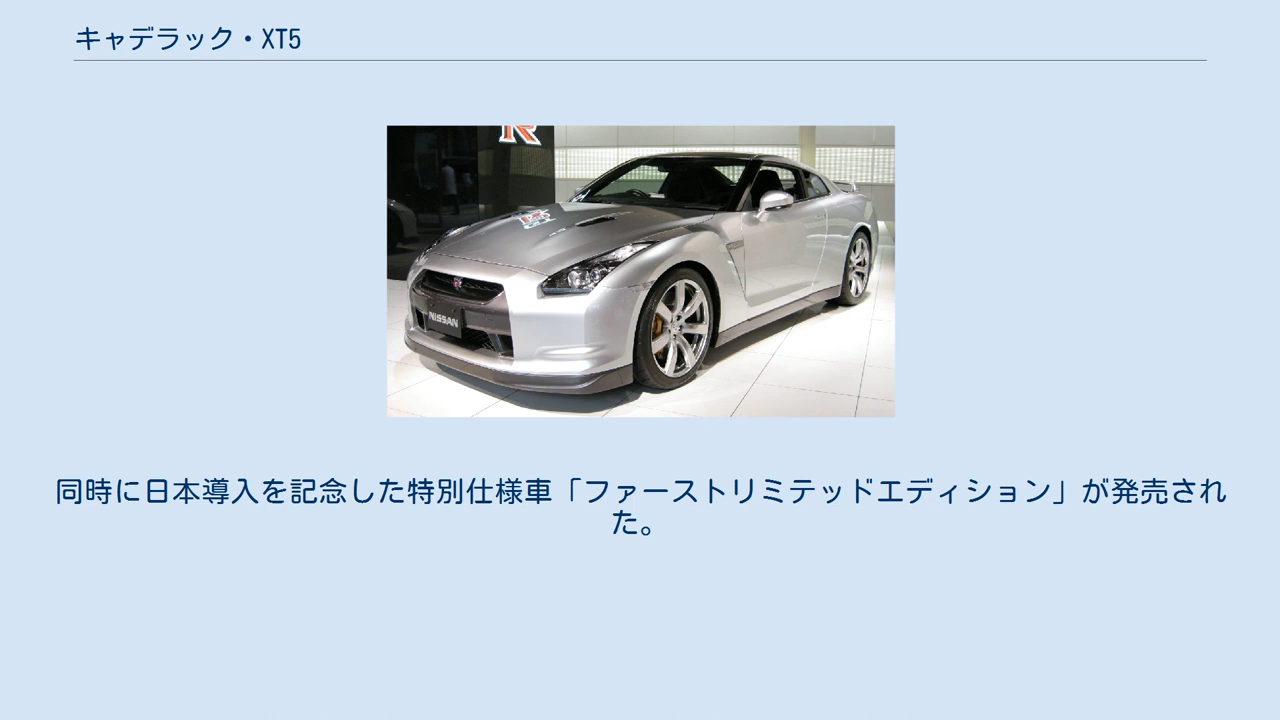 キャデラック・XT5
R
NISSAN
同時に日本導入を記念した特別仕様車「ファーストリミテッドエディション」が発売され
た。